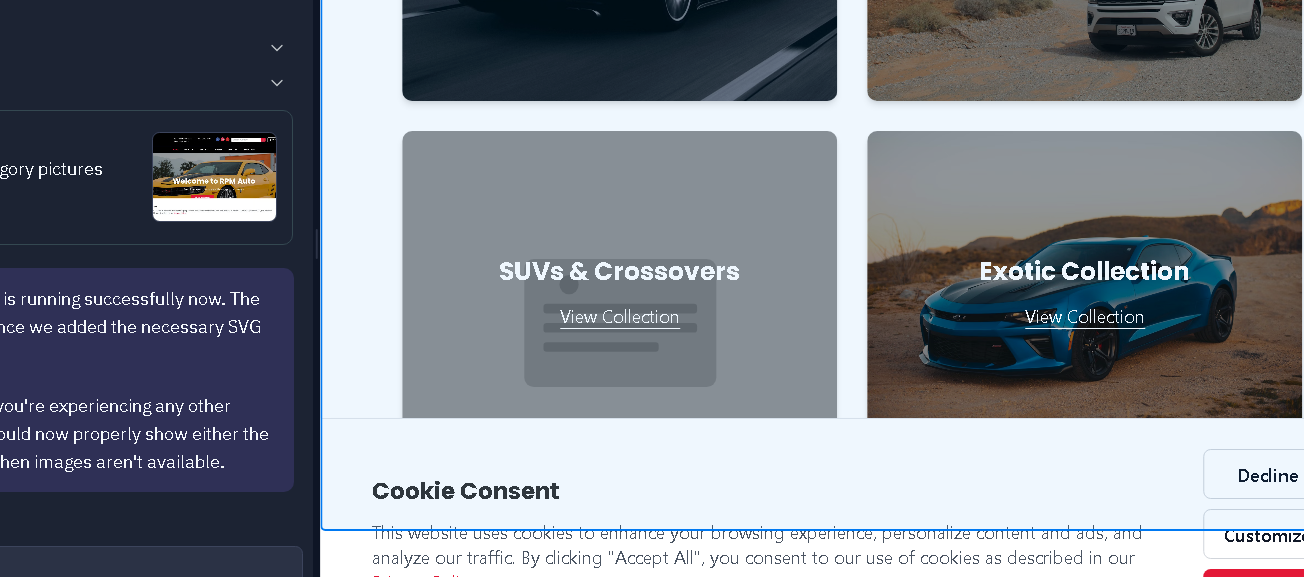 gory pictures
Welcome to RPM Auto
is running successfully now. The
nce we added the necessary SVG
you're experiencing any other
ould now properly show either the
hen images aren't available.
SUVs & Crossovers
View Collection
Exotic Collection
View Collection
Cookie Consent
This website uses cookies to enhance your browsing experience, personalize content and ads, and
analyze our traffic. By clicking "Accept All", you consent to our use of cookies as described in our
Decline
Customize